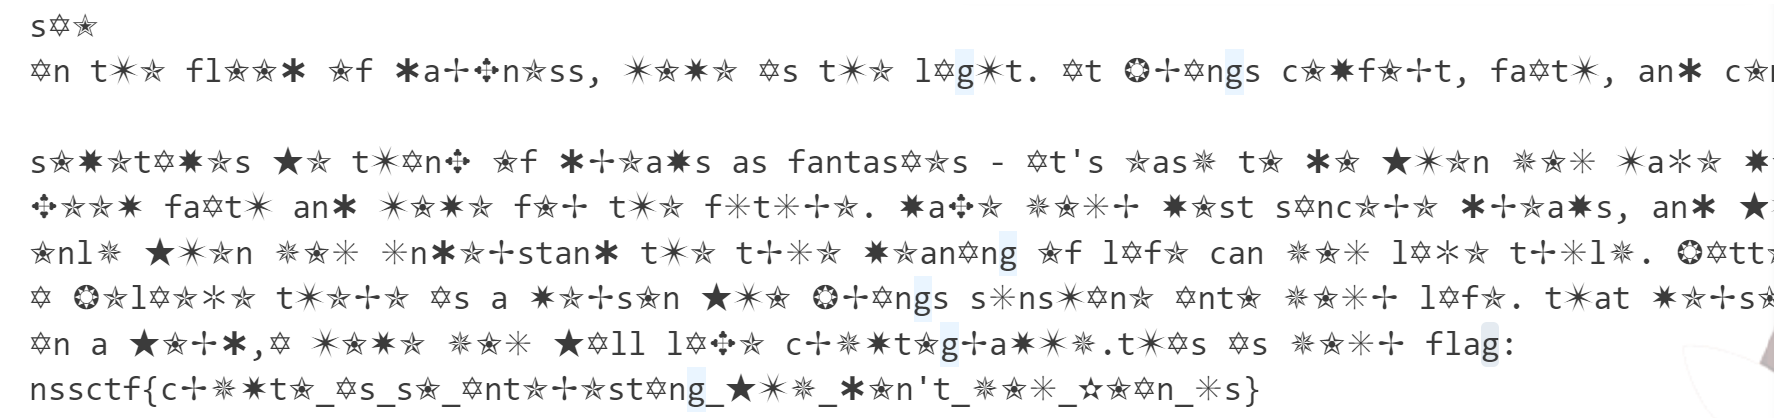 s✡✬
✡n t✴✯ fl✬✬✱ ✬f ✱a✢✣n✯ss, ✴✬✷✯ ✡s t✴✯ l✡g✴t. ✡t ❂✢✡ngs c✬✷f✬✢t, fa✡t✴, an✱ c✬
s✬✷✯t✡✷✯s ★✯ t✴✡n✣ ✬f ✱✢✯a✷s as fantas✡✯s - ✡t's ✯as✵ t✬ ✱✬ ★✴✯n ✵✬✳ ✴a✲✯ ✷
✣✯✯✷ fa✡t✴ an✱ ✴✬✷✯ f✬✢ t✴✯ f✳t✳✢✯. ✷a✣✯ ✵✬✳✢ ✷✬st s✡nc✯✢✯ ✱✢✯a✷s, an✱ ★
✬nl✵ ★✴✯n ✵✬✳ ✳n✱✯✢stan✱ t✴✯ t✢✳✯ ✷✯an✡ng ✬f l✡f✯ can ✵✬✳ l✡✲✯ t✢✳l✵. ❂✡tt
✡ ❂✯l✡✯✲✯ t✴✯✢✯ ✡s a ✷✯✢s✬n ★✴✬ ❂✢✡ngs s✳ns✴✡n✯ ✡nt✬ ✵✬✳✢ l✡f✯. t✴at ✷✯✢s✬
✡n a ★✬✢✱,✡ ✴✬✷✯ ✵✬✳ ★✡ll l✡✣✯ c✢✵✷t✬g✢a✷✴✵.t✴✡s ✡s ✵✬✳✢ flag:
nssctf{c✢✵✷t✬_✡s_s✬_✡nt✯✢✯st✡ng_★✴✵_✱✬n't_✵✬✳_✫✬✡n_✳s}